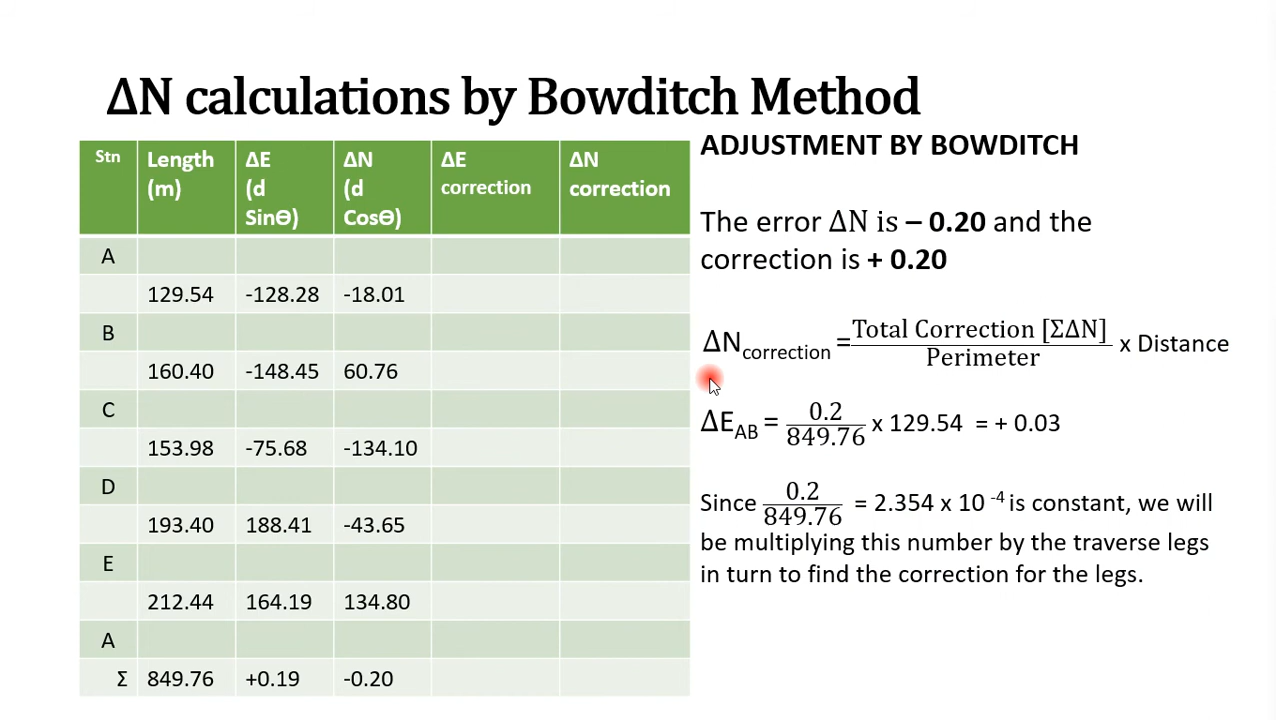 ΔN calculations by Bowditch Method
Stn Length (m) ΔE (d SinƟ) ΔN (d CosƟ) ΔE correction ΔN correction
A
129.54 -128.28 -18.01
B
160.40 -148.45 60.76
C
153.98 -75.68 -134.10
D
193.40 188.41 -43.65
E
212.44 164.19 134.80
A
Σ 849.76 +0.19 -0.20
ADJUSTMENT BY BOWDITCH
The error ΔN is – 0.20 and the
correction is + 0.20
ΔNcorrection = Total Correction [ΣΔN] / Perimeter x Distance
ΔEAB = 0.2 / 849.76 x 129.54 = + 0.03
Since 0.2 / 849.76 = 2.354 x 10 -4 is constant, we will
be multiplying this number by the traverse legs
in turn to find the correction for the legs.